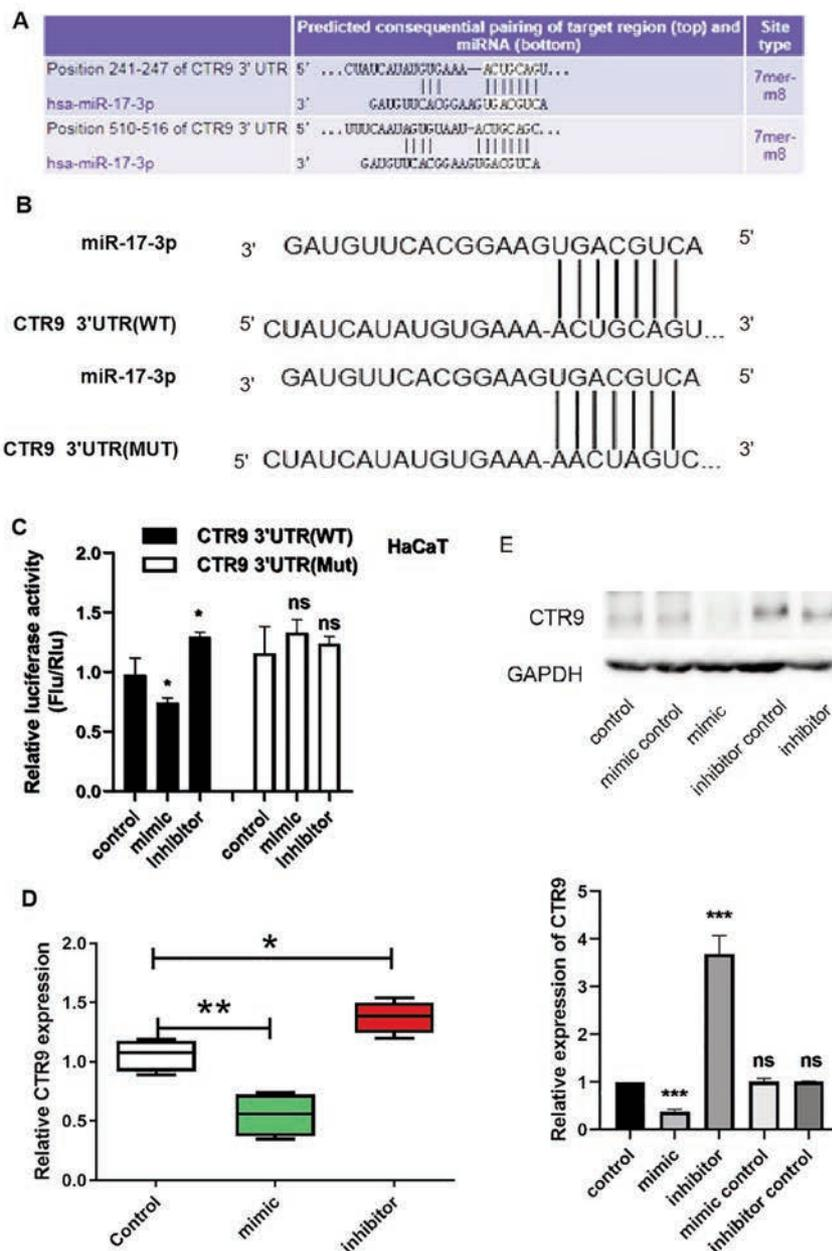 A
Predicted consequential pairing of target region (top) and miRNA (bottom)
Site type
Position 241-247 of CTR9 3' UTR 5' ...CUAUCAUAUGUGAAA--ACUGCAGU...
hsa-miR-17-3p 3' GAUGUUCACGGAAGUGACGUCA
7mer-m8
Position 510-516 of CTR9 3' UTR 5' ...UUUCAAUAGUGUAAU-ACUGCAGC...
hsa-miR-17-3p 3' GAUGUUCACGGAAGUGACGUCA
7mer-m8
B
miR-17-3p 3' GAUGUUCACGGAAGUGACGUCA 5'
CTR9 3'UTR(WT) 5' CUAUCAUAUGUGAAA-ACUGCAGU... 3'
miR-17-3p 3' GAUGUUCACGGAAGUGACGUCA 5'
CTR9 3'UTR(MUT) 5' CUAUCAUAUGUGAAA-AACUAGUC... 3'
C
CTR9 3'UTR(WT)
CTR9 3'UTR(Mut)
HaCaT
Relative luciferase activity
(Flu/Rlu)
2.0
1.5
1.0
0.5
0.0
*
*
ns
ns
control
mimic
Inhibitor
control
mimic
Inhibitor
E
CTR9
GAPDH
control
mimic control
mimic
inhibitor control
inhibitor
D
Relative CTR9 expression
2.0
1.5
1.0
0.5
0.0
*
**
Control
mimic
inhibitor
Relative expression of CTR9
5
4
3
2
1
0
***
***
ns
ns
control
mimic
inhibitor
mimic control
inhibitor control